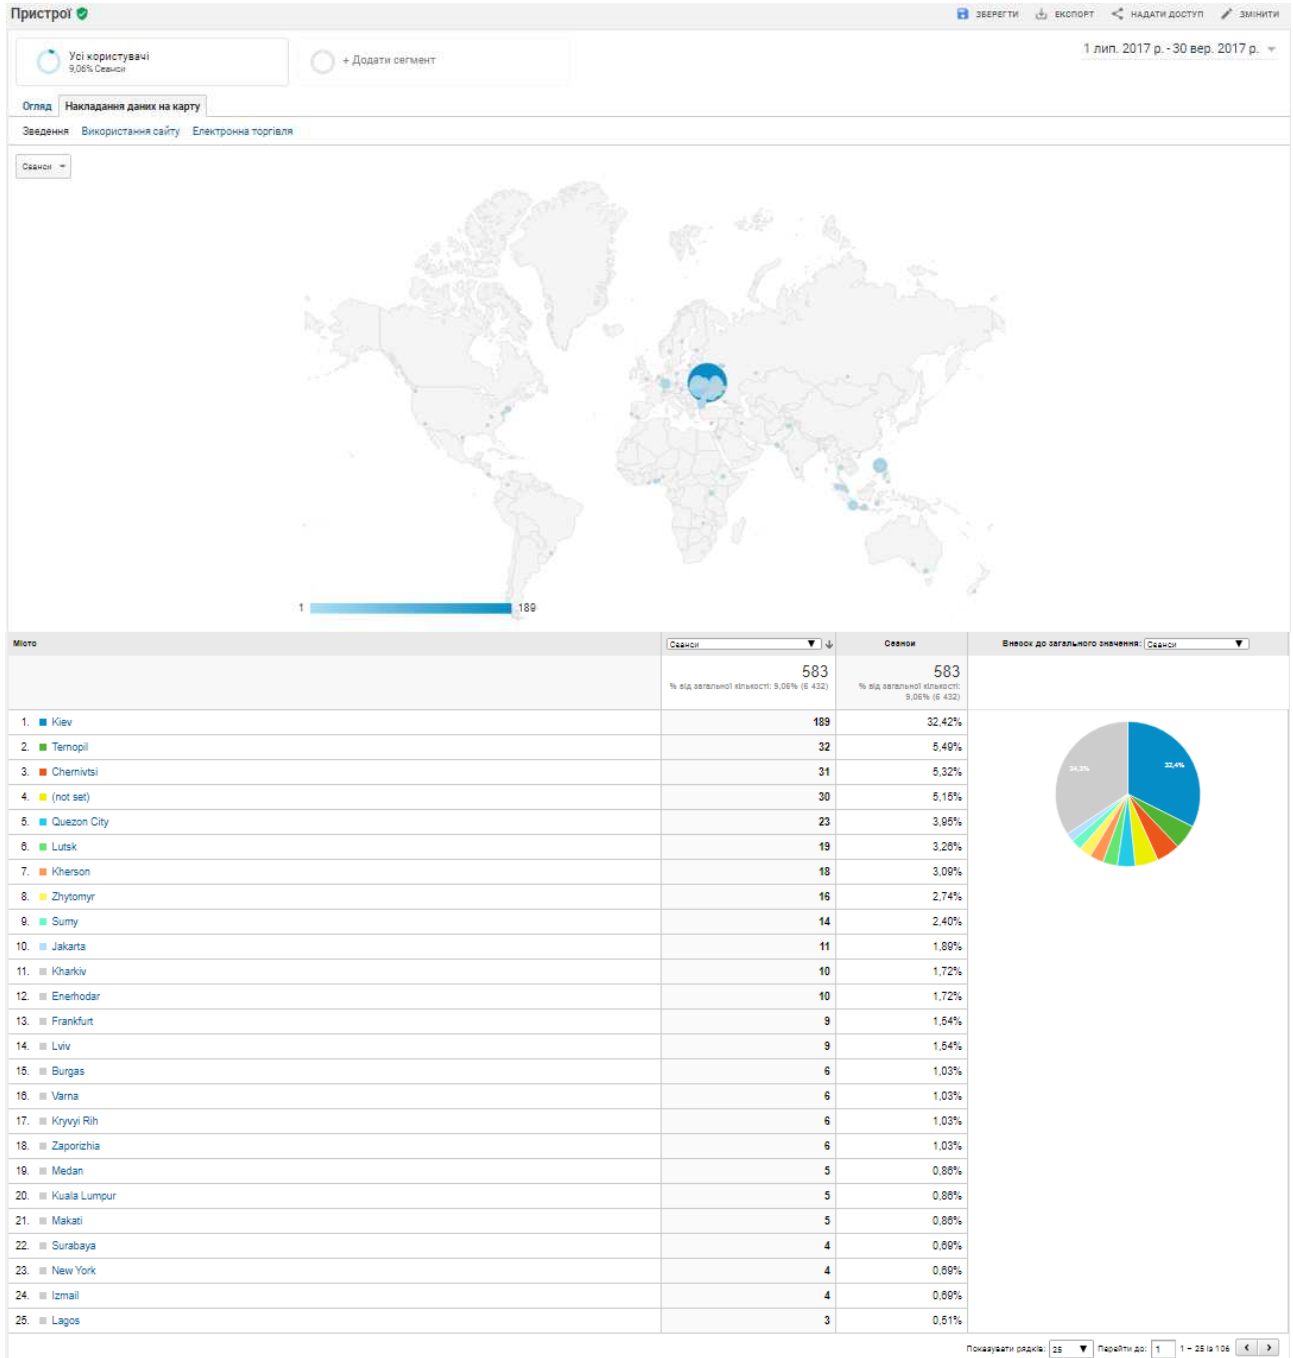 Пристрої
ЗБЕРЕГТИ ЕКСПОРТ НАДАТИ ДОСТУП ЗМІНИТИ
Усі користувачі
9,06% Сеанси
+ Додати сегмент
1 лип. 2017 р. - 30 вер. 2017 р.
Огляд Накладання даних на карту
Зведення Використання сайту Електронна торгівля
Сеанси
1 189
Місто Сеанси Сеанси Внесок до загального значення: Сеанси
583 583
% від загальної кількості: 9,06% (6 432) % від загальної кількості:
9,06% (6 432)
1. Kiev 189 32,42%
2. Ternopil 32 5,49%
3. Chernivtsi 31 5,32%
4. (not set) 30 5,15%
5. Quezon City 23 3,95%
6. Lutsk 19 3,26%
7. Kherson 18 3,09%
8. Zhytomyr 16 2,74%
9. Sumy 14 2,40%
10. Jakarta 11 1,89%
11. Kharkiv 10 1,72%
12. Enerhodar 10 1,72%
13. Frankfurt 9 1,54%
14. Lviv 9 1,54%
15. Burgas 6 1,03%
16. Varna 6 1,03%
17. Kryvyi Rih 6 1,03%
18. Zaporizhia 6 1,03%
19. Medan 5 0,86%
20. Kuala Lumpur 5 0,86%
21. Makati 5 0,86%
22. Surabaya 4 0,69%
23. New York 4 0,69%
24. Izmail 4 0,69%
25. Lagos 3 0,51%
34,3% 32,4%
Показувати рядків: 25 Перейти до: 1 1 – 25 із 106